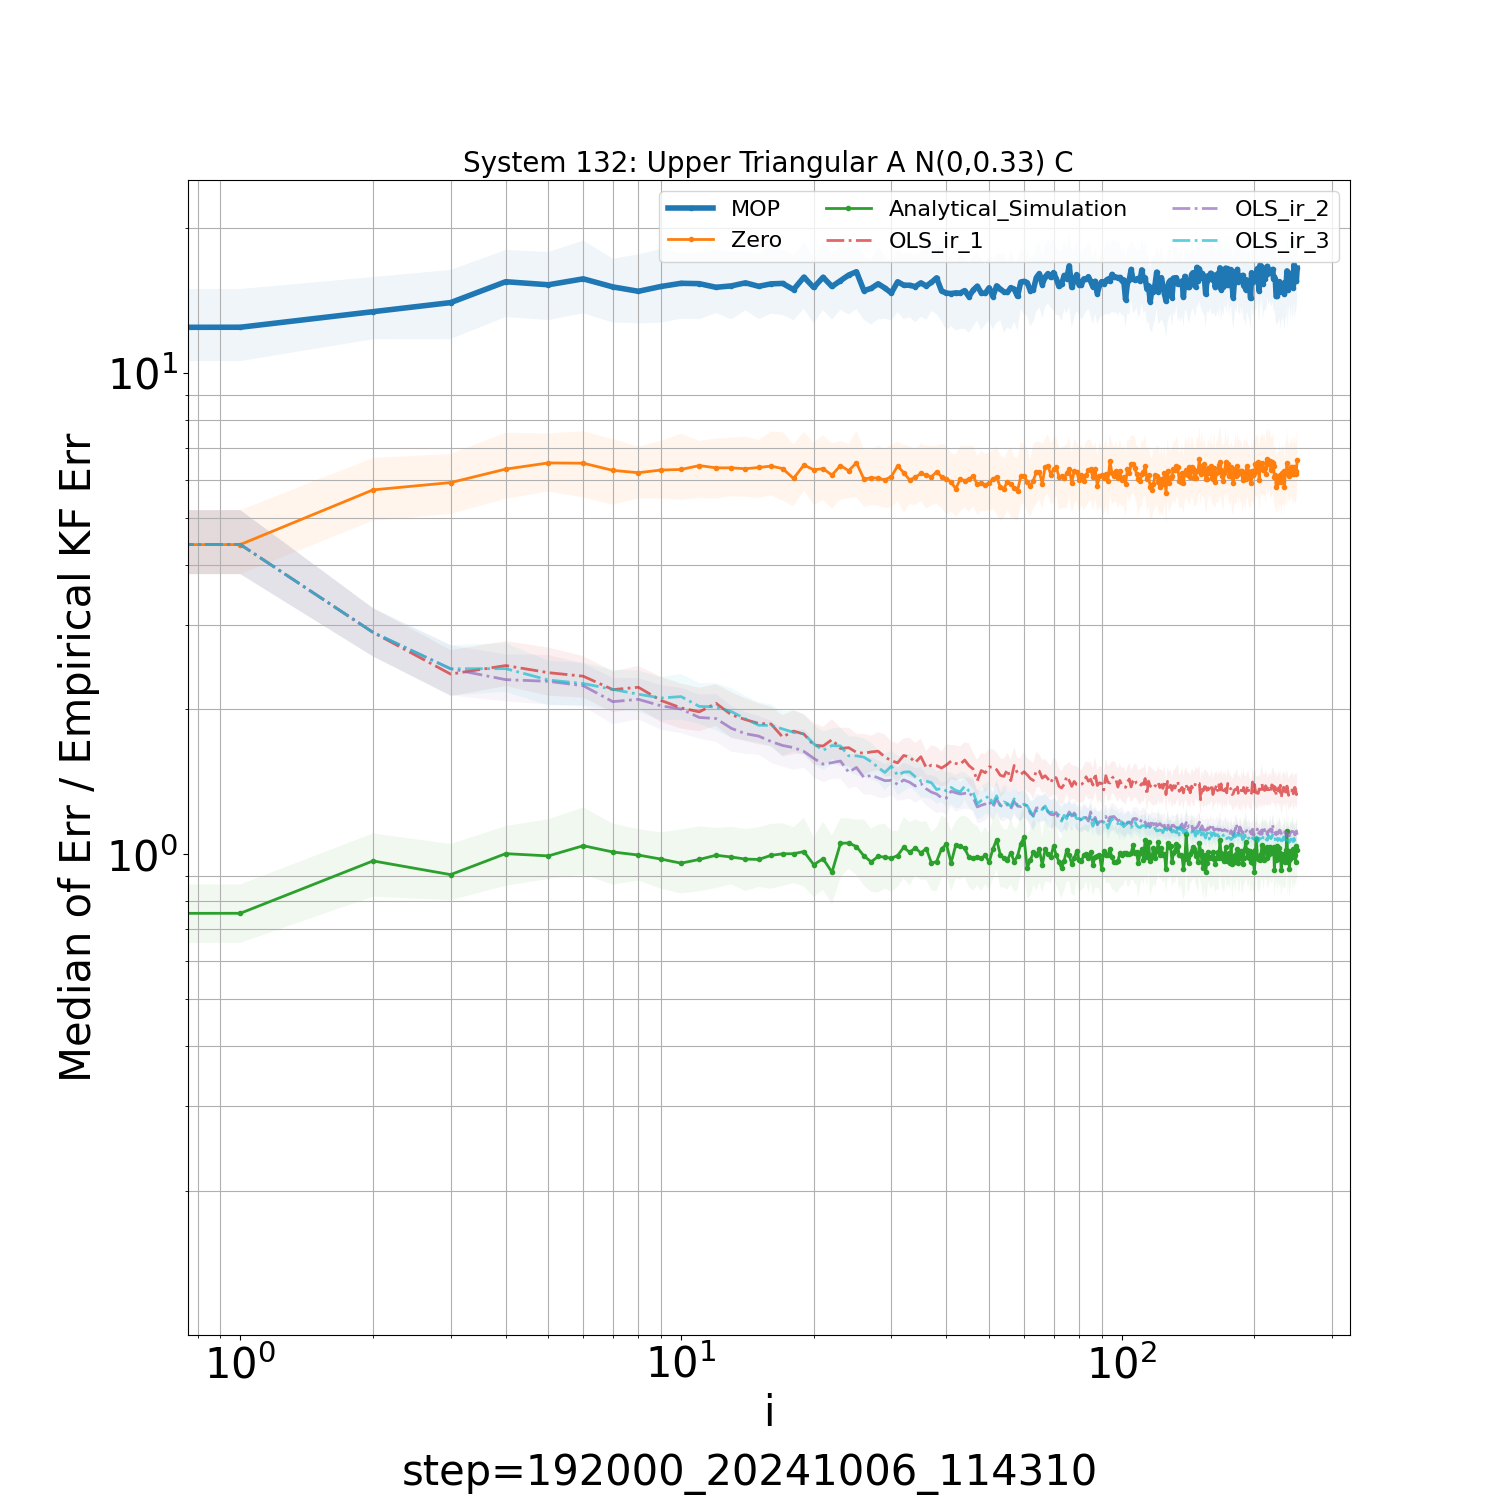 System 132: Upper Triangular A N(0,0.33) C
MOP
Zero
Analytical_Simulation
OLS_ir_1
OLS_ir_2
OLS_ir_3
Median of Err / Empirical KF Err
10¹
10⁰
10⁰
10¹
10²
i
step=192000_20241006_114310